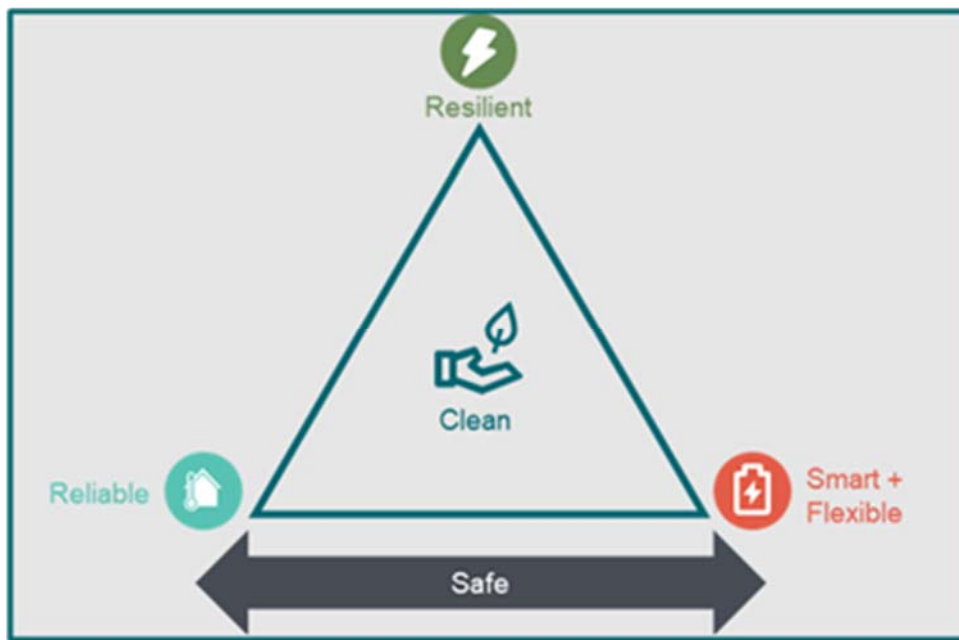 Resilient
Clean
Reliable
Smart +
Flexible
Safe